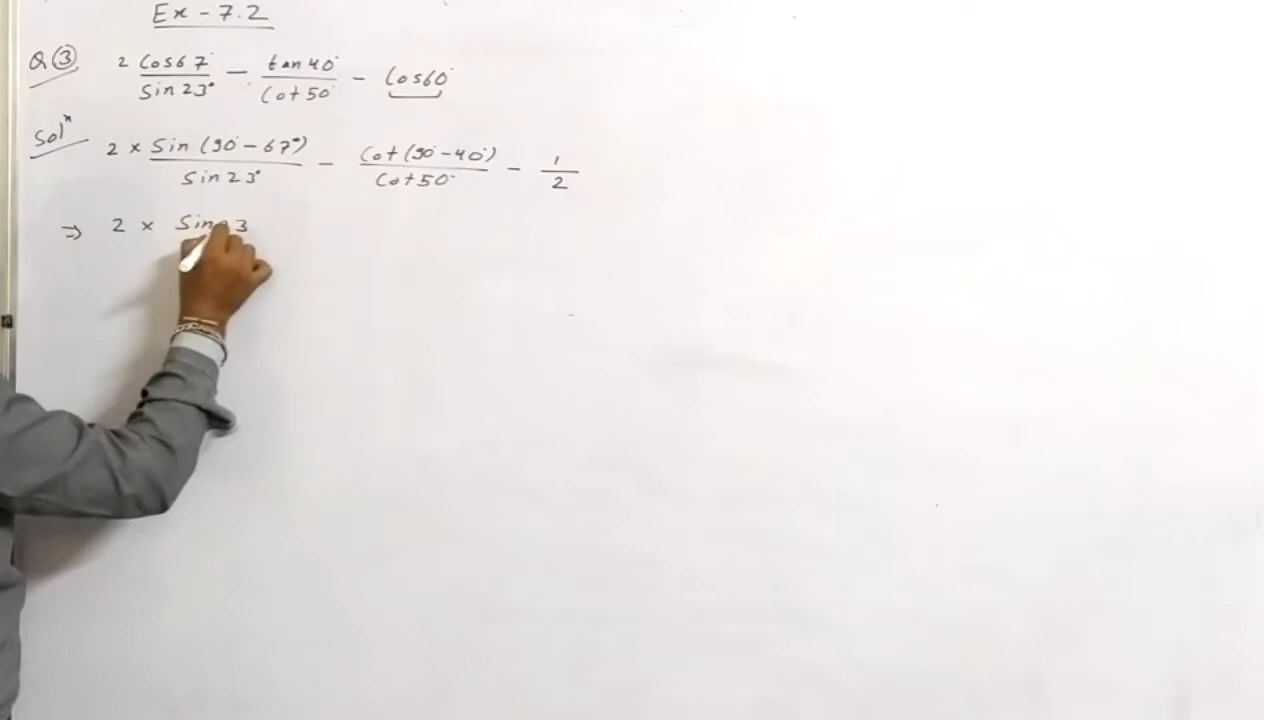 Ex - 7.2
Q③ 2 Cos67°/Sin23° - tan40°/Cot50 - Cos60°
Solⁿ 2 × Sin(90°-67°)/Sin23° - Cot(90°-40°)/Cot50° - 1/2
⇒ 2 × Sin 3